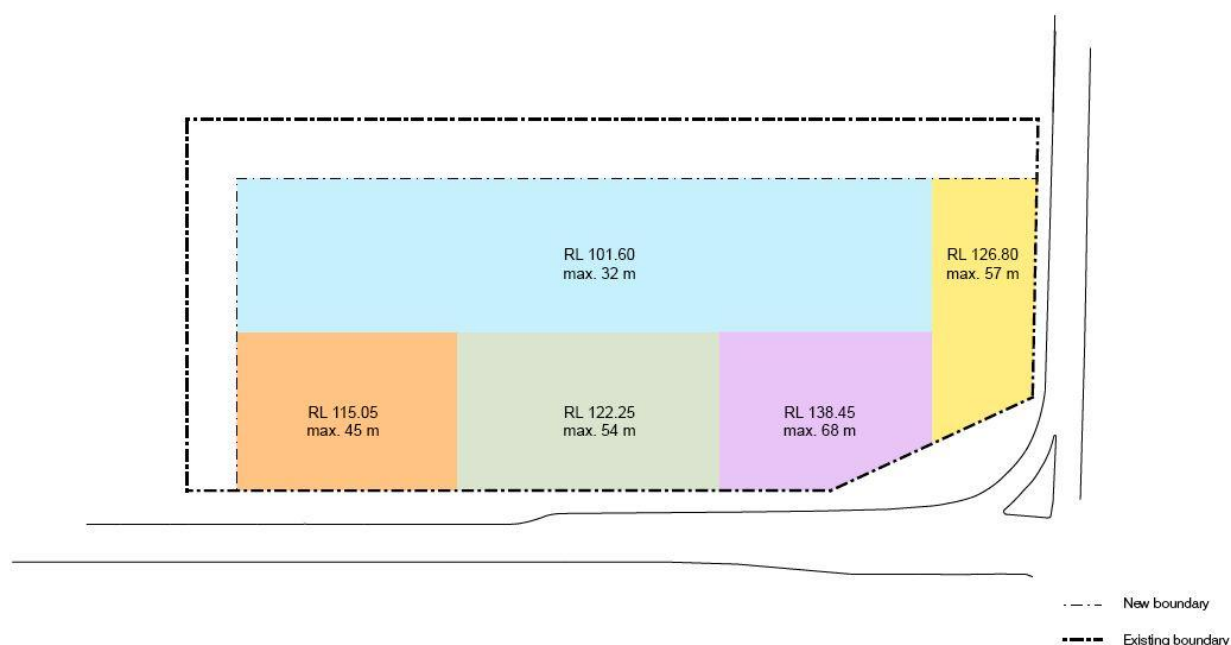 RL 101.60
max. 32 m
RL 126.80
max. 57 m
RL 115.05
max. 45 m
RL 122.25
max. 54 m
RL 138.45
max. 68 m
New boundary
Existing boundary